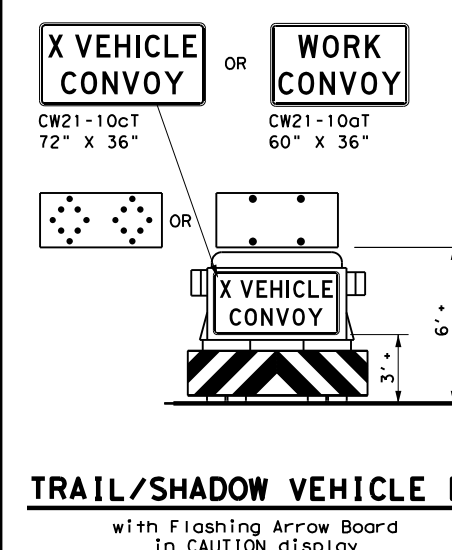 X VEHICLE
CONVOY
OR
WORK
CONVOY
CW21-10cT
72" X 36"
CW21-10aT
60" X 36"
OR
X VEHICLE
CONVOY
6'+
3'+
TRAIL/SHADOW VEHICLE
with Flashing Arrow Board
in CAUTION display